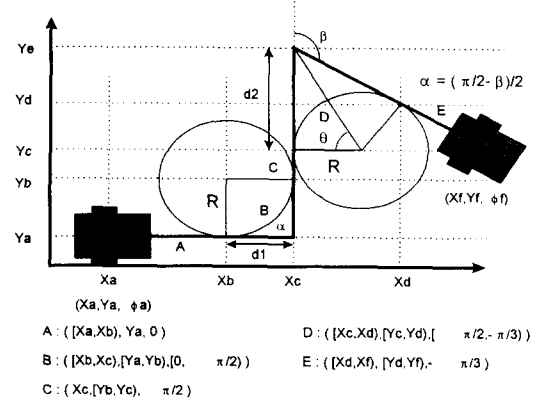 Ye
β
α = ( π/2- β)/2
Yd
d2
D
E
θ
Yc
C
R
Yb
R
B
(Xf,Yf, φf)
α
Ya
A
d1
Xa
Xb
Xc
Xd
(Xa,Ya, φa)
A : ( [Xa,Xb), Ya, 0 )
D : ( [Xc,Xd),[Yc,Yd),[ π/2,- π/3) )
B : ( [Xb,Xc),[Ya,Yb),[0, π/2) )
E : ( [Xd,Xf), [Yd,Yf),- π/3 )
C : ( Xc,[Yb,Yc), π/2 )